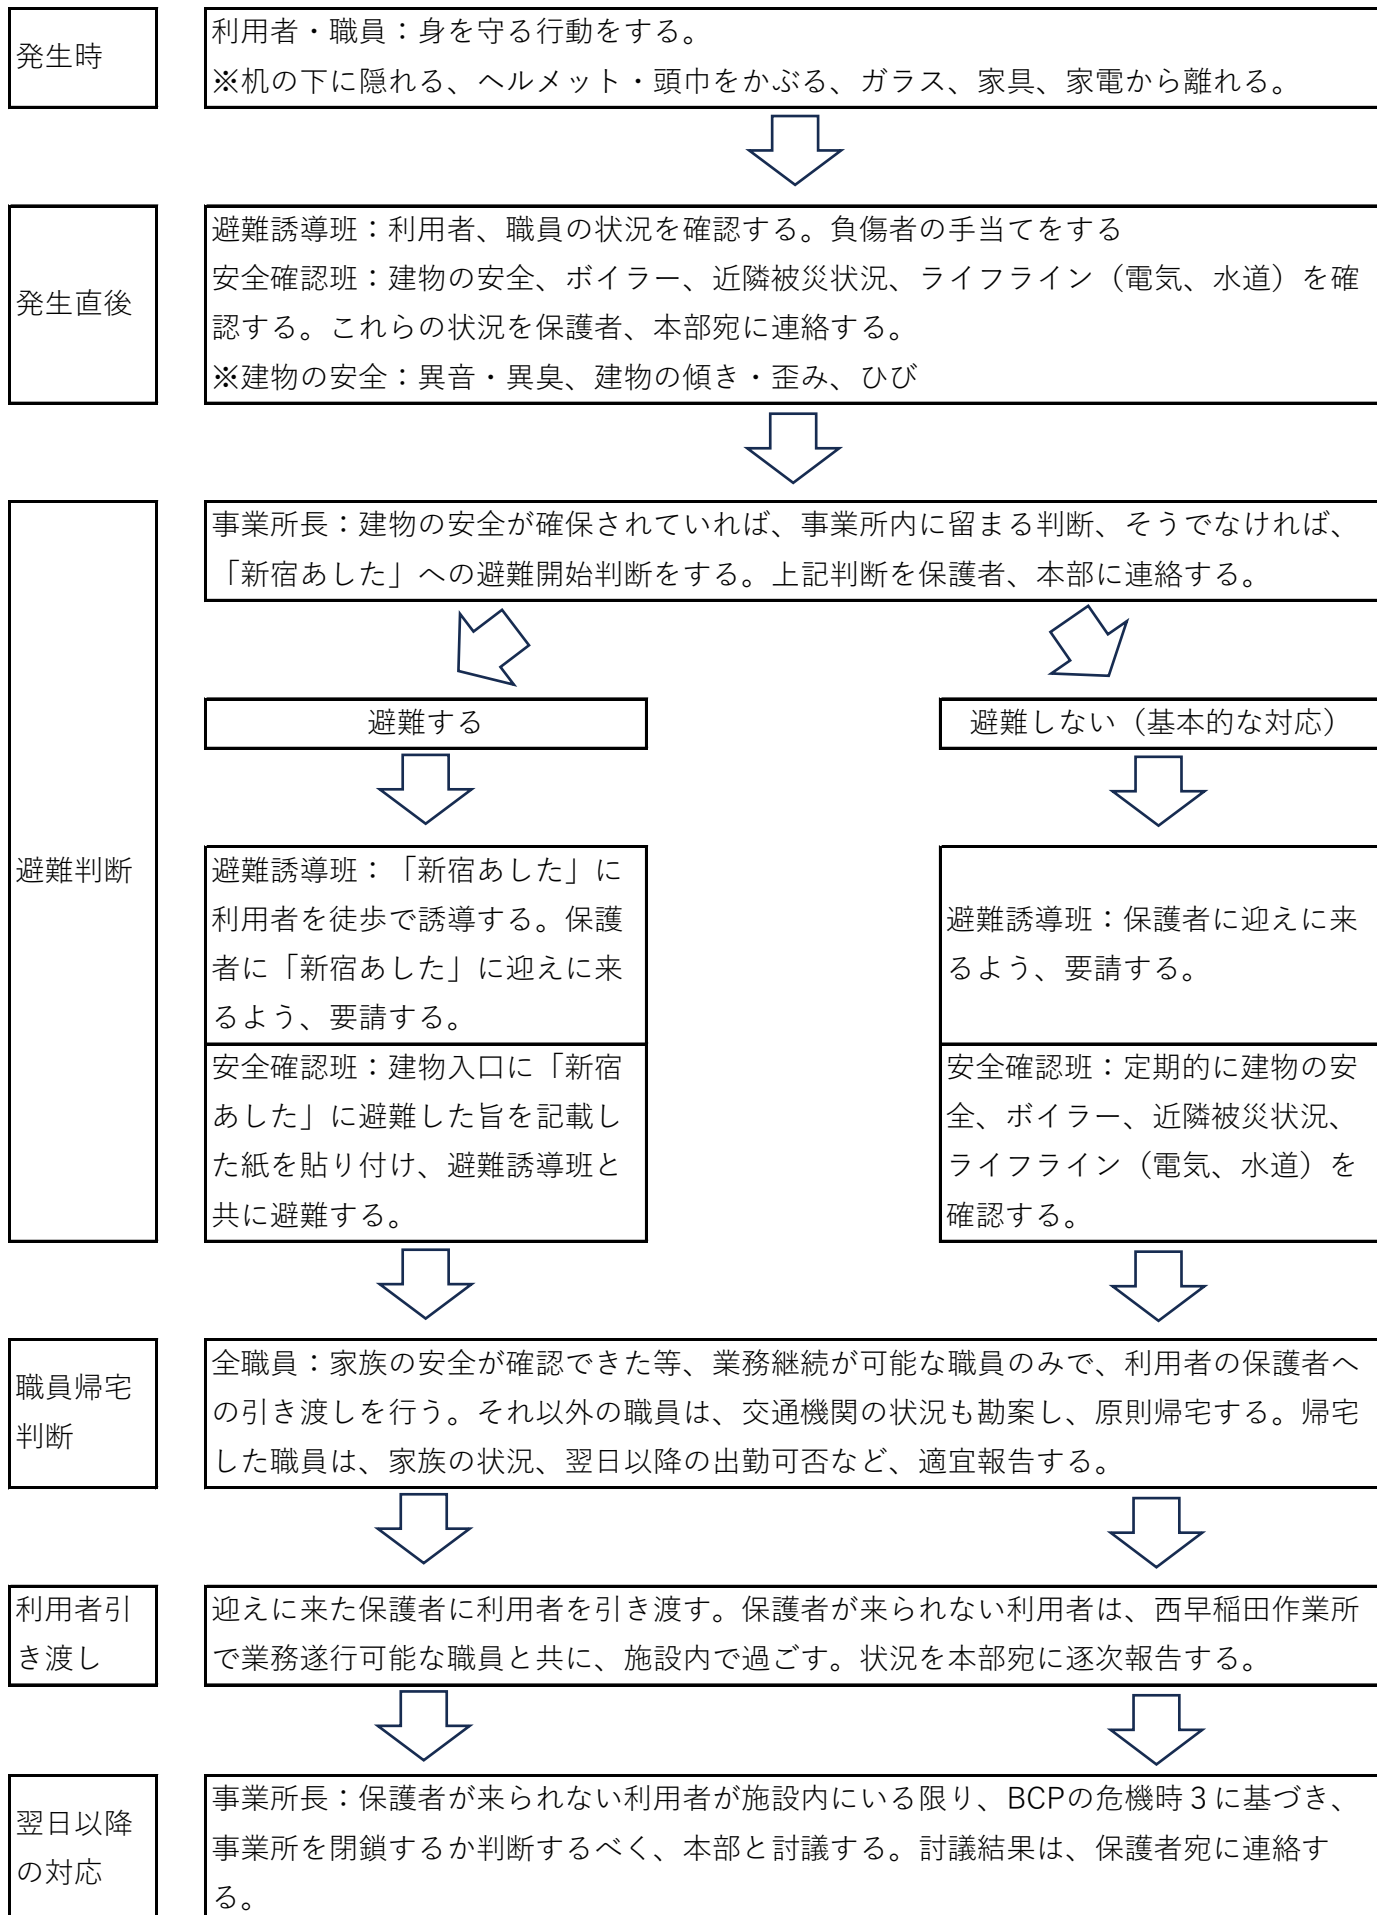 発生時
利用者・職員：身を守る行動をする。
※机の下に隠れる、ヘルメット・頭巾をかぶる、ガラス、家具、家電から離れる。
発生直後
避難誘導班：利用者、職員の状況を確認する。負傷者の手当てをする
安全確認班：建物の安全、ボイラー、近隣被災状況、ライフライン（電気、水道）を確
認する。これらの状況を保護者、本部宛に連絡する。
※建物の安全：異音・異臭、建物の傾き・歪み、ひび
避難判断
事業所長：建物の安全が確保されていれば、事業所内に留まる判断、そうでなければ、
「新宿あした」への避難開始判断をする。上記判断を保護者、本部に連絡する。
避難する
避難誘導班：「新宿あした」に
利用者を徒歩で誘導する。保護
者に「新宿あした」に迎えに来
るよう、要請する。
安全確認班：建物入口に「新宿
あした」に避難した旨を記載し
た紙を貼り付け、避難誘導班と
共に避難する。
避難しない（基本的な対応）
避難誘導班：保護者に迎えに来
るよう、要請する。
安全確認班：定期的に建物の安
全、ボイラー、近隣被災状況、
ライフライン（電気、水道）を
確認する。
職員帰宅
判断
全職員：家族の安全が確認できた等、業務継続が可能な職員のみで、利用者の保護者へ
の引き渡しを行う。それ以外の職員は、交通機関の状況も勘案し、原則帰宅する。帰宅
した職員は、家族の状況、翌日以降の出勤可否など、適宜報告する。
利用者引
き渡し
迎えに来た保護者に利用者を引き渡す。保護者が来られない利用者は、西早稲田作業所
で業務遂行可能な職員と共に、施設内で過ごす。状況を本部宛に逐次報告する。
翌日以降
の対応
事業所長：保護者が来られない利用者が施設内にいる限り、BCPの危機時３に基づき、
事業所を閉鎖するか判断するべく、本部と討議する。討議結果は、保護者宛に連絡す
る。